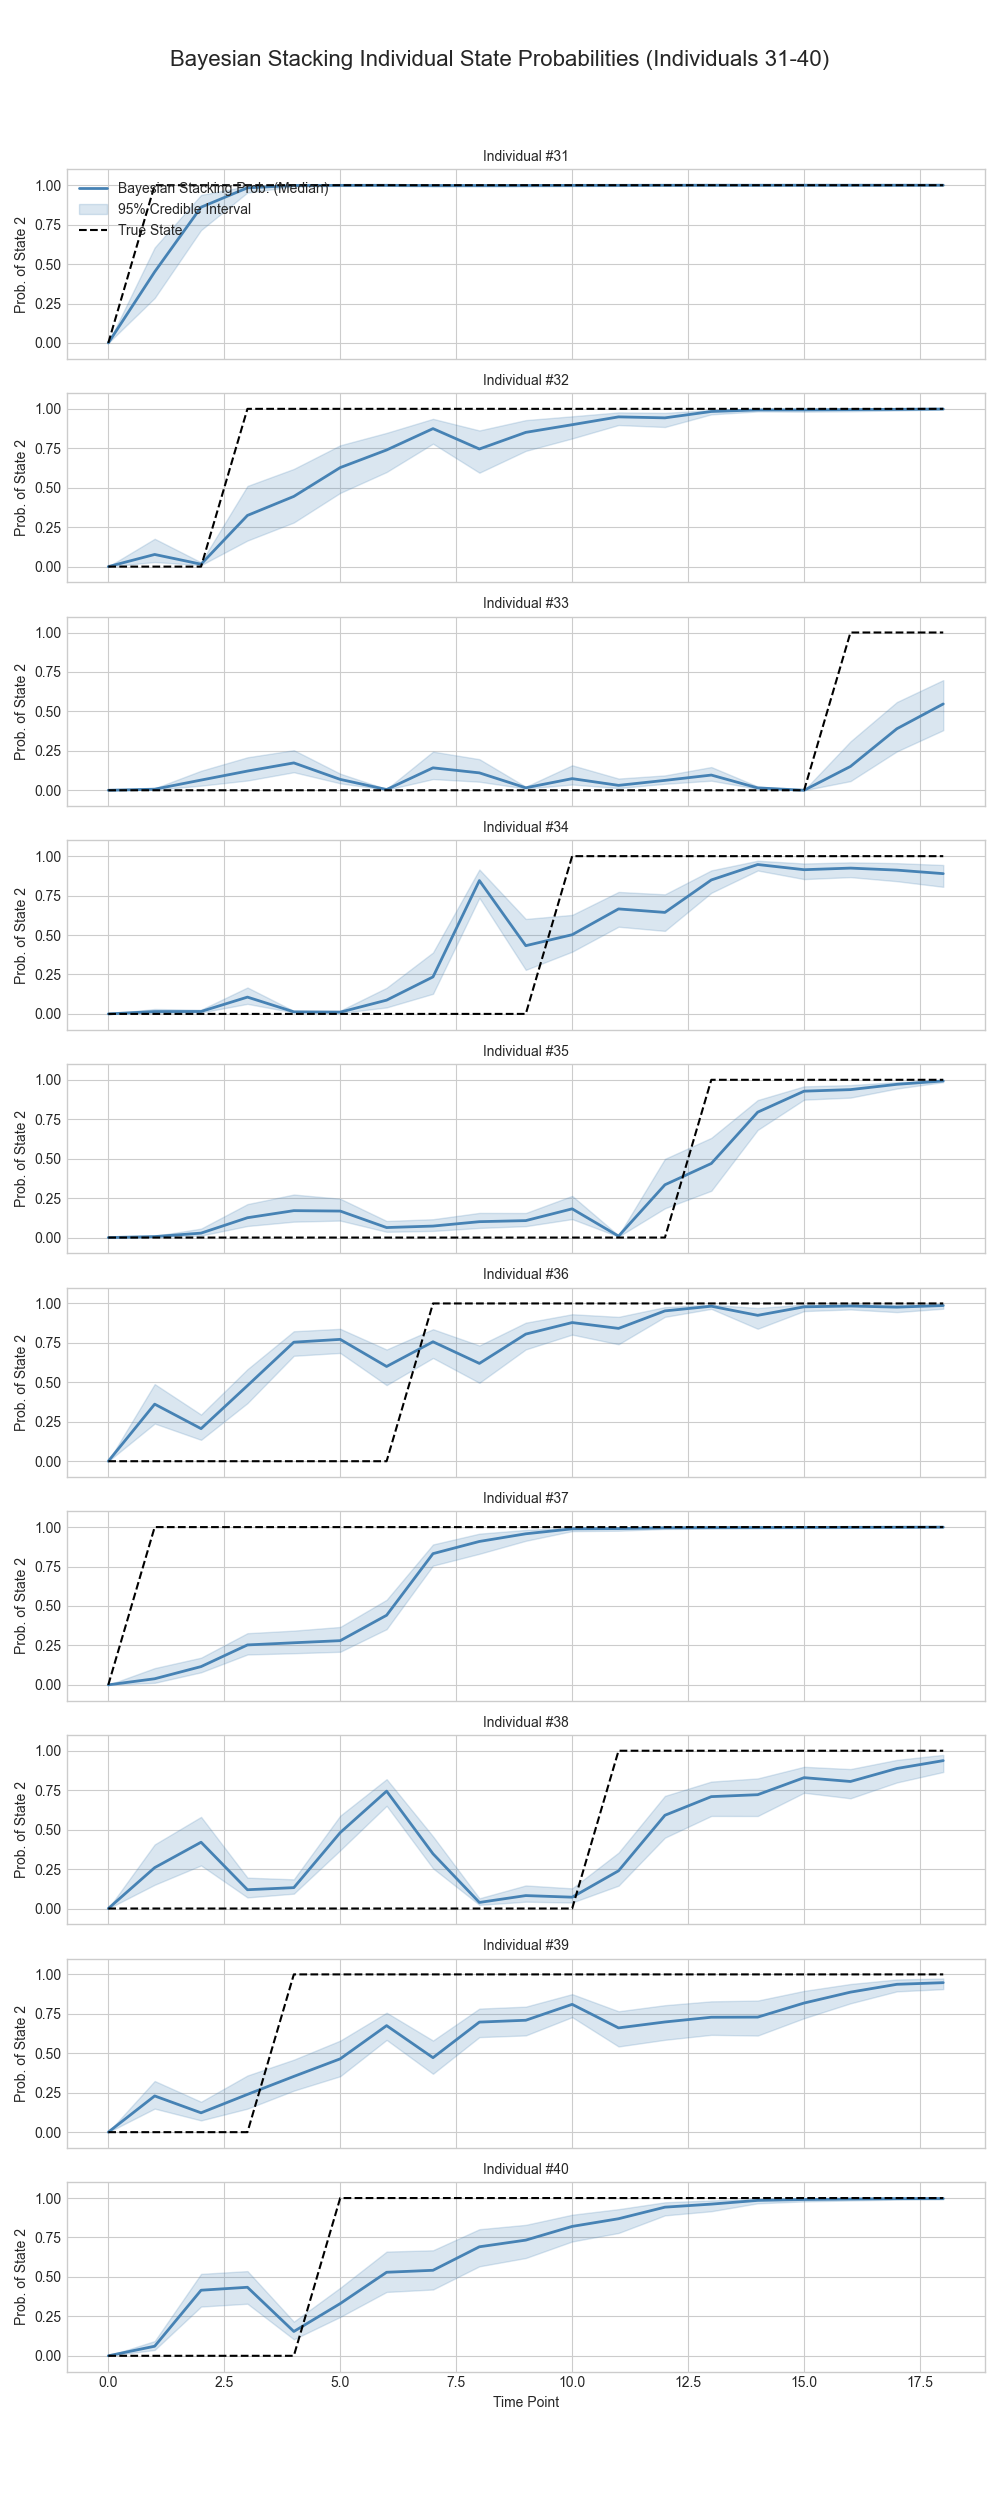 Bayesian Stacking Individual State Probabilities (Individuals 31-40)
Individual #31
Prob. of State 2
1.00
0.75
0.50
0.25
0.00
Bayesian Stacking Prob. (Median)
95% Credible Interval
True State
Individual #32
Prob. of State 2
1.00
0.75
0.50
0.25
0.00
Individual #33
Prob. of State 2
1.00
0.75
0.50
0.25
0.00
Individual #34
Prob. of State 2
1.00
0.75
0.50
0.25
0.00
Individual #35
Prob. of State 2
1.00
0.75
0.50
0.25
0.00
Individual #36
Prob. of State 2
1.00
0.75
0.50
0.25
0.00
Individual #37
Prob. of State 2
1.00
0.75
0.50
0.25
0.00
Individual #38
Prob. of State 2
1.00
0.75
0.50
0.25
0.00
Individual #39
Prob. of State 2
1.00
0.75
0.50
0.25
0.00
Individual #40
Prob. of State 2
1.00
0.75
0.50
0.25
0.00
0.0 2.5 5.0 7.5 10.0 12.5 15.0 17.5
Time Point